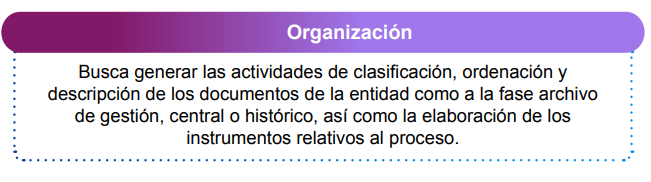 Organización
Busca generar las actividades de clasificación, ordenación y
descripción de los documentos de la entidad como a la fase archivo
de gestión, central o histórico, así como la elaboración de los
instrumentos relativos al proceso.